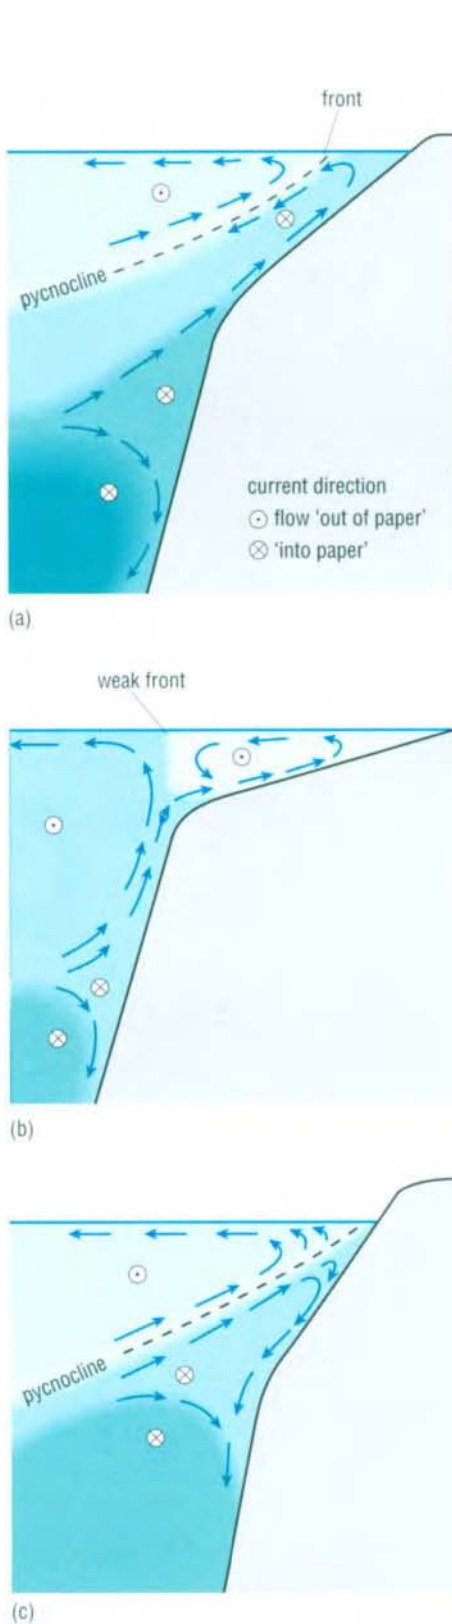 front
pycnocline
current direction
⊙ flow 'out of paper'
⊗ 'into paper'
(a)
weak front
(b)
pycnocline
(c)